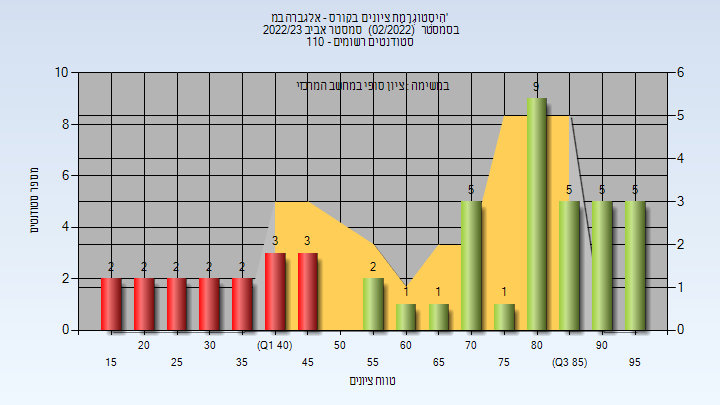 היסטוגרמת ציונים בקורס - אלגברה במ'
בסמסטר (02/2022) סמסטר אביב 2022/23
סטודנטים רשומים - 110
במשימה : ציון סופי במחשב המרכזי
מספר סטודנטים
10
8
6
4
2
0
6
5
4
3
2
1
0
2 2 2 2 2 3 3 2 1 1 5 1 9 5 5 5
20 30 (Q1 40) 50 60 70 80 90
15 25 35 45 55 65 75 (Q3 85) 95
טווח ציונים